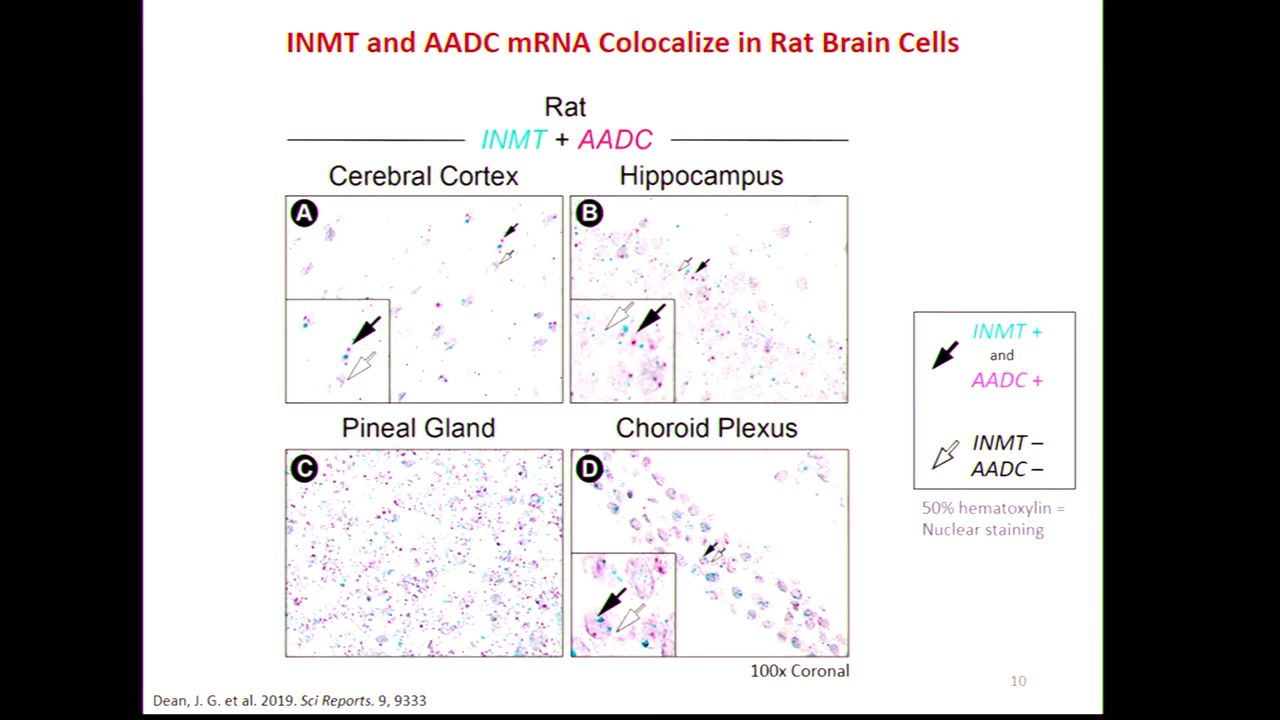 INMT and AADC mRNA Colocalize in Rat Brain Cells
Rat
INMT + AADC
Cerebral Cortex
Hippocampus
A
B
Pineal Gland
Choroid Plexus
C
D
INMT +
and
AADC +
INMT –
AADC –
50% hematoxylin =
Nuclear staining
100x Coronal
10
Dean, J. G. et al. 2019. Sci Reports. 9, 9333